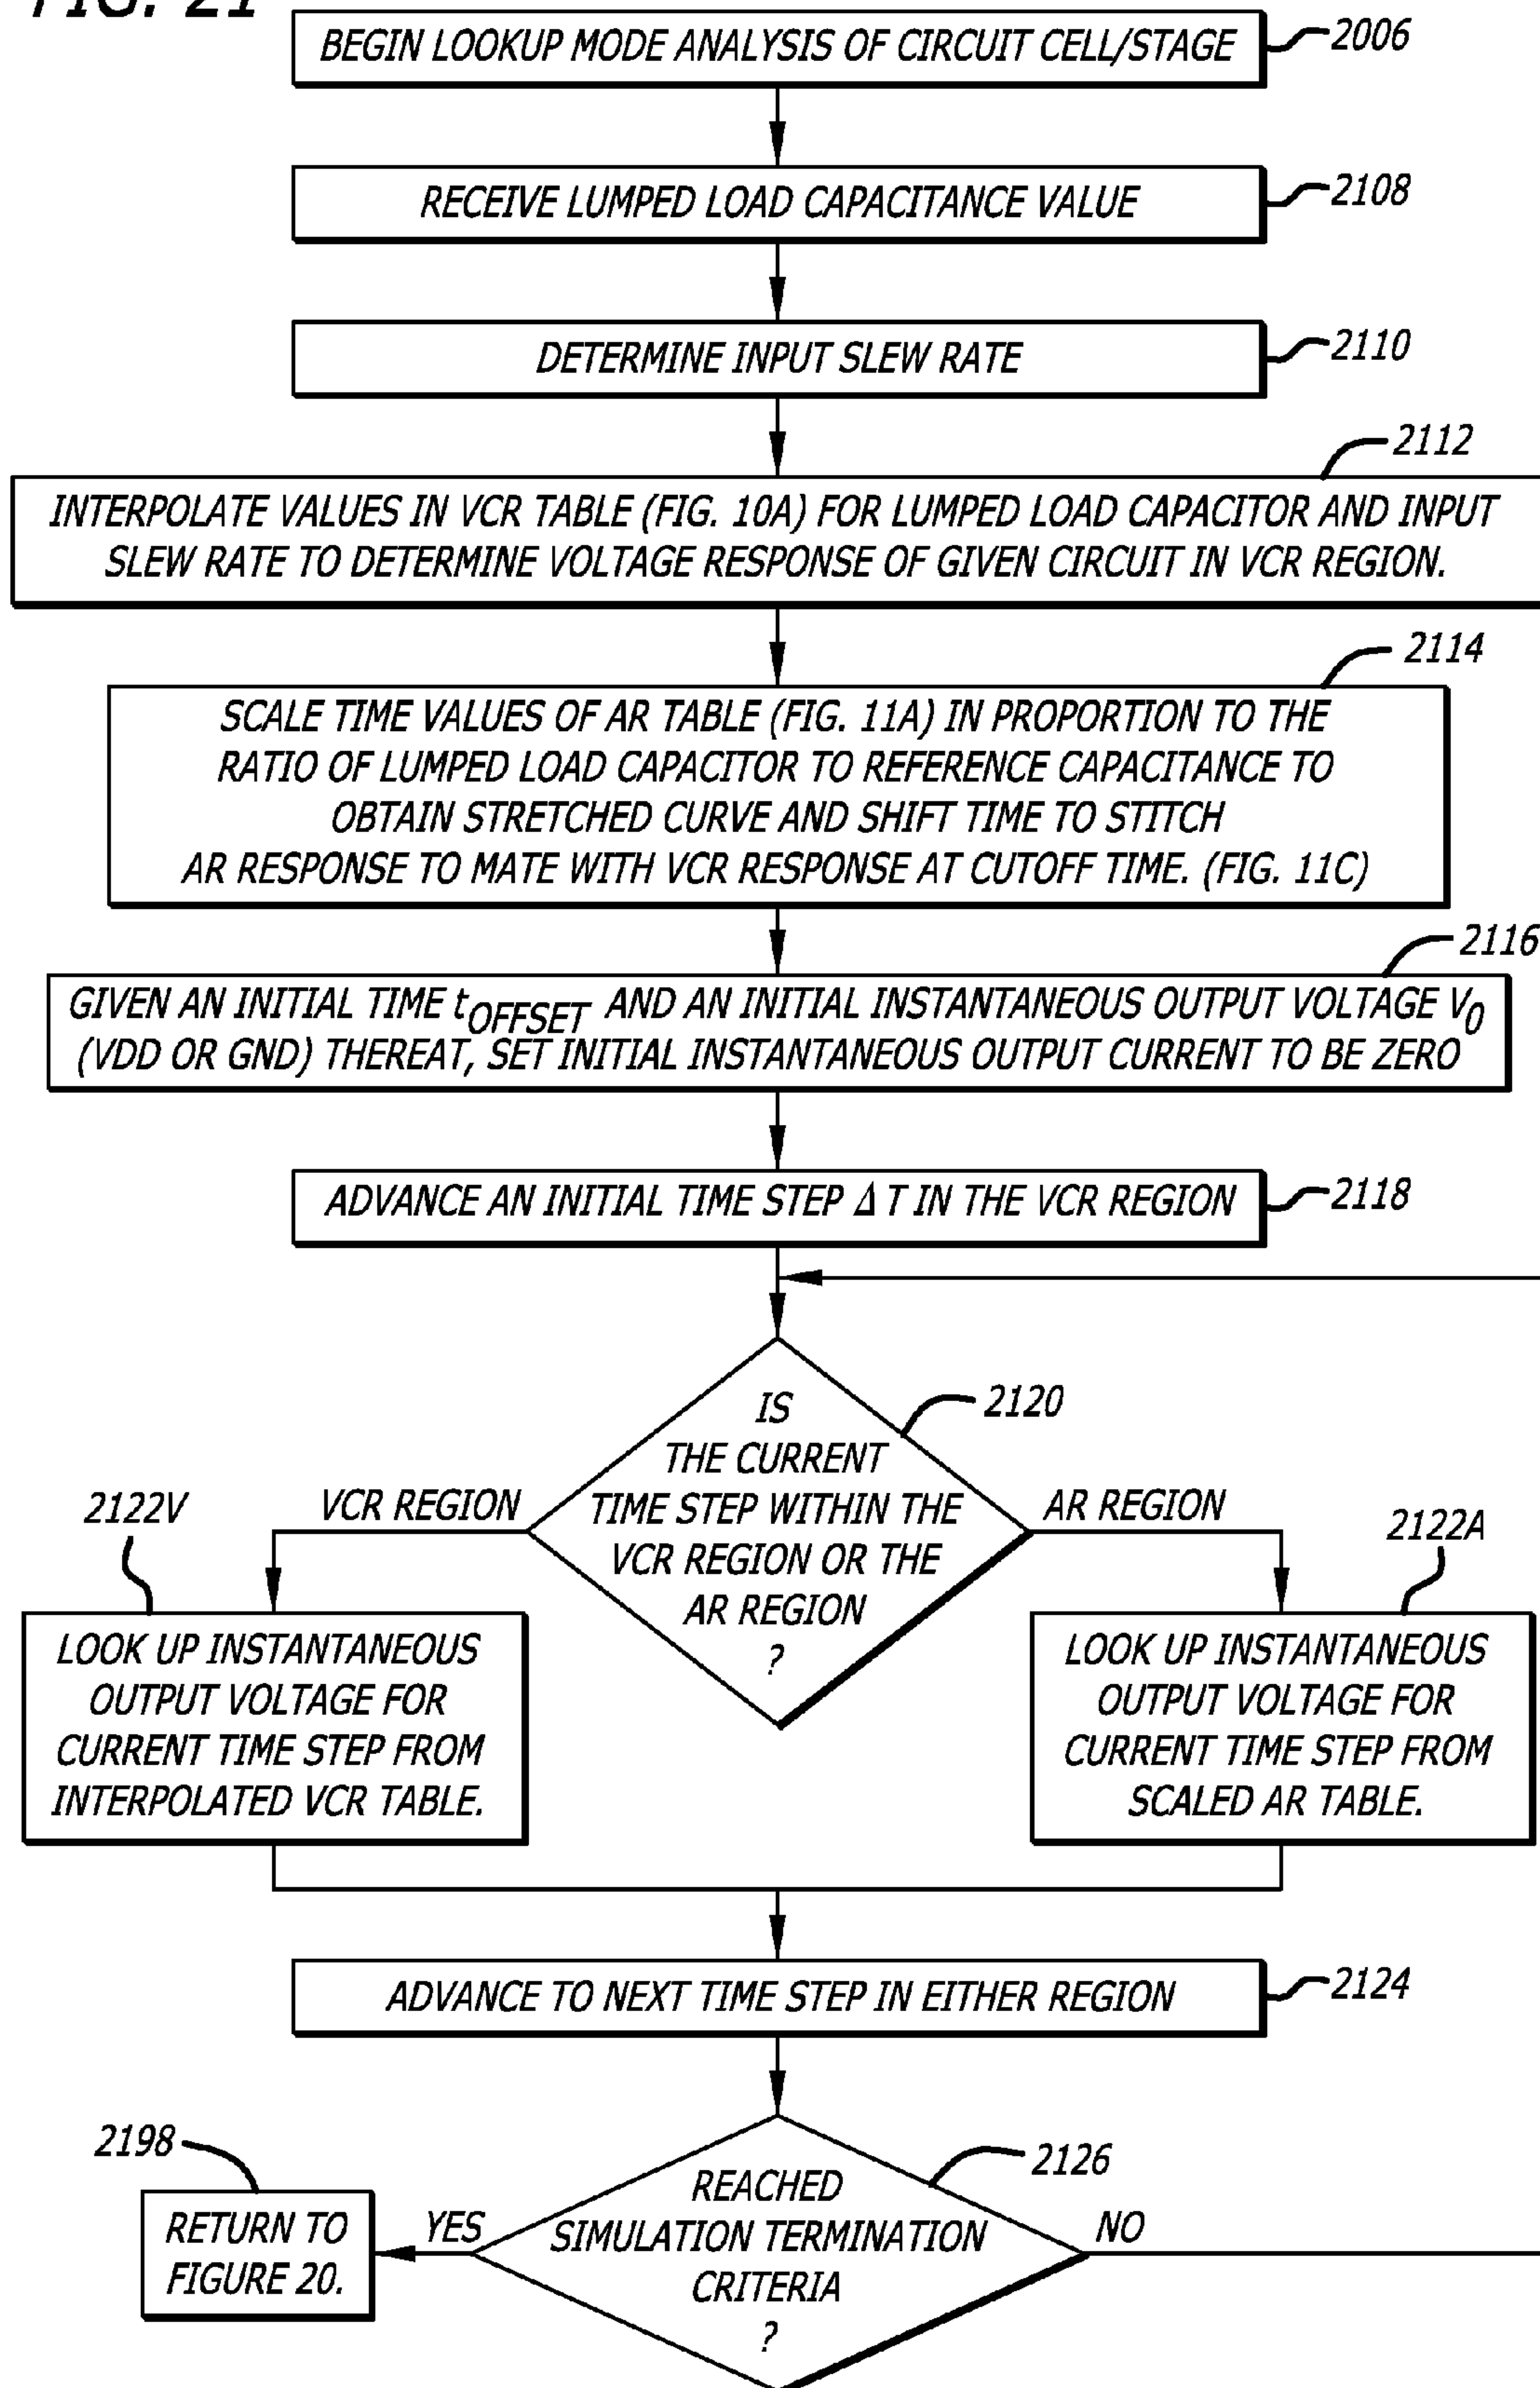 FIG. 21
BEGIN LOOKUP MODE ANALYSIS OF CIRCUIT CELL/STAGE
2006
RECEIVE LUMPED LOAD CAPACITANCE VALUE
2108
DETERMINE INPUT SLEW RATE
2110
2112
INTERPOLATE VALUES IN VCR TABLE (FIG. 10A) FOR LUMPED LOAD CAPACITOR AND INPUT
SLEW RATE TO DETERMINE VOLTAGE RESPONSE OF GIVEN CIRCUIT IN VCR REGION.
2114
SCALE TIME VALUES OF AR TABLE (FIG. 11A) IN PROPORTION TO THE
RATIO OF LUMPED LOAD CAPACITOR TO REFERENCE CAPACITANCE TO
OBTAIN STRETCHED CURVE AND SHIFT TIME TO STITCH
AR RESPONSE TO MATE WITH VCR RESPONSE AT CUTOFF TIME. (FIG. 11C)
2116
GIVEN AN INITIAL TIME tOFFSET AND AN INITIAL INSTANTANEOUS OUTPUT VOLTAGE V0
(VDD OR GND) THEREAT, SET INITIAL INSTANTANEOUS OUTPUT CURRENT TO BE ZERO
ADVANCE AN INITIAL TIME STEP Δ T IN THE VCR REGION
2118
2120
IS
THE CURRENT
TIME STEP WITHIN THE
VCR REGION OR THE
AR REGION
?
VCR REGION
AR REGION
2122V
2122A
LOOK UP INSTANTANEOUS
OUTPUT VOLTAGE FOR
CURRENT TIME STEP FROM
INTERPOLATED VCR TABLE.
LOOK UP INSTANTANEOUS
OUTPUT VOLTAGE FOR
CURRENT TIME STEP FROM
SCALED AR TABLE.
ADVANCE TO NEXT TIME STEP IN EITHER REGION
2124
2126
REACHED
SIMULATION TERMINATION
CRITERIA
?
YES
NO
2198
RETURN TO
FIGURE 20.